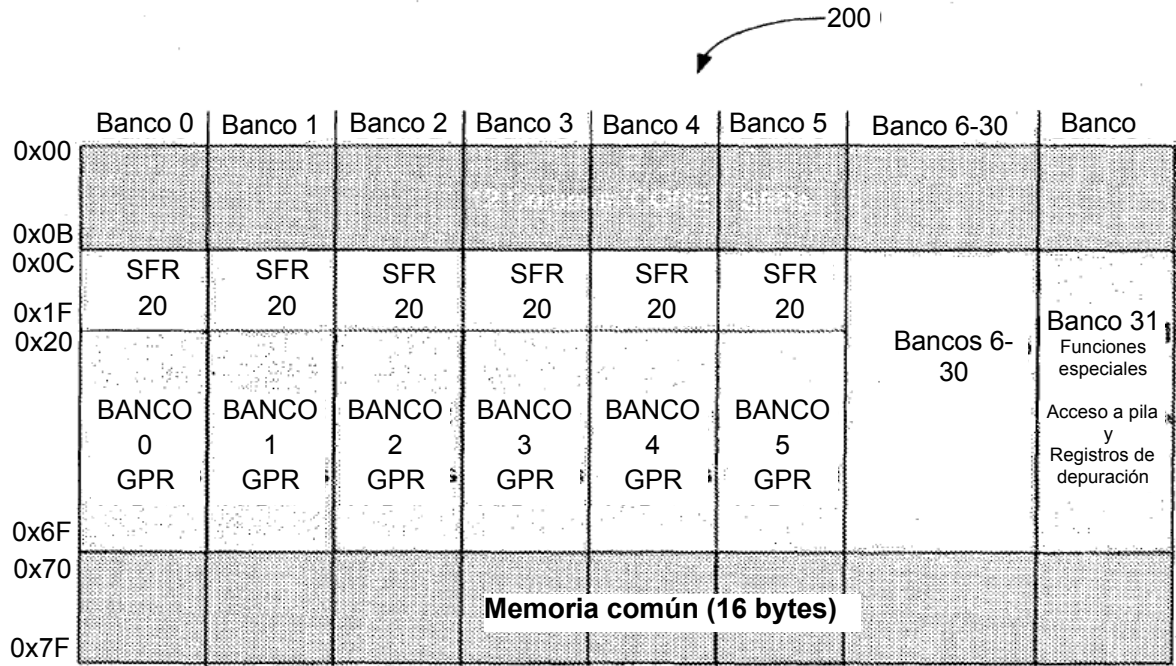 200
Banco 0 Banco 1 Banco 2 Banco 3 Banco 4 Banco 5 Banco 6-30 Banco
0x00
0x0B
0x0C
SFR SFR SFR SFR SFR SFR
20 20 20 20 20 20
0x1F
0x20
Bancos 6-
30
Banco 31
Funciones
especiales
Acceso a pila
y
Registros de
depuración
BANCO BANCO BANCO BANCO BANCO BANCO
0 1 2 3 4 5
GPR GPR GPR GPR GPR GPR
0x6F
0x70
Memoria común (16 bytes)
0x7F